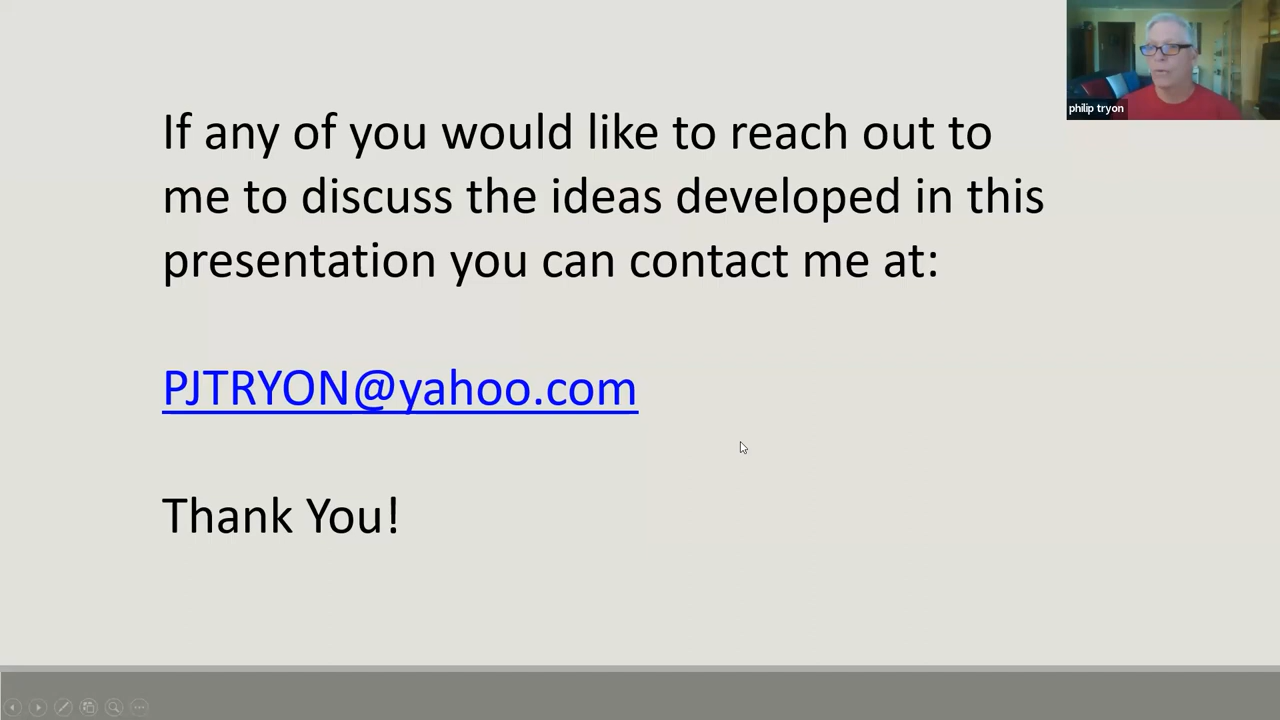 philip tryon
If any of you would like to reach out to
me to discuss the ideas developed in this
presentation you can contact me at:
PJTRYON@yahoo.com
Thank You!